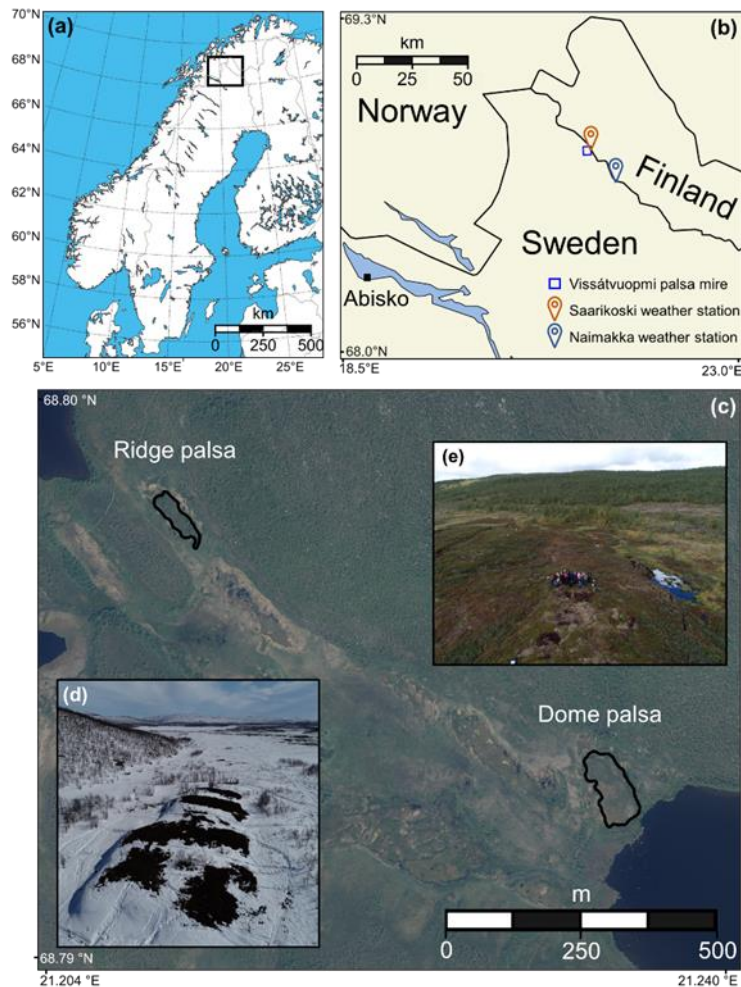 (a)
70°N
68°N
66°N
64°N
62°N
60°N
58°N
56°N
5°E
10°E
15°E
20°E
25°E
km
0 250 500
(b)
69.3°N
km
0 25 50
Norway
Finland
Sweden
Abisko
Vissátvuopmi palsa mire
Saarikoski weather station
Naimakka weather station
68.0°N
18.5°E
23.0°E
(c)
68.80 °N
Ridge palsa
(e)
(d)
Dome palsa
m
0 250 500
68.79 °N
21.204 °E
21.240 °E